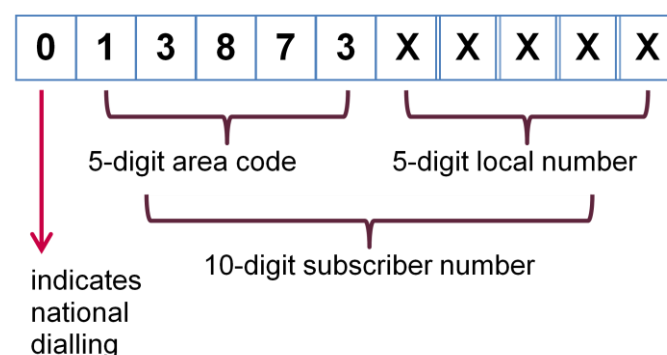 0 1 3 8 7 3 X X X X X
5-digit area code 5-digit local number
10-digit subscriber number
indicates
national
dialling